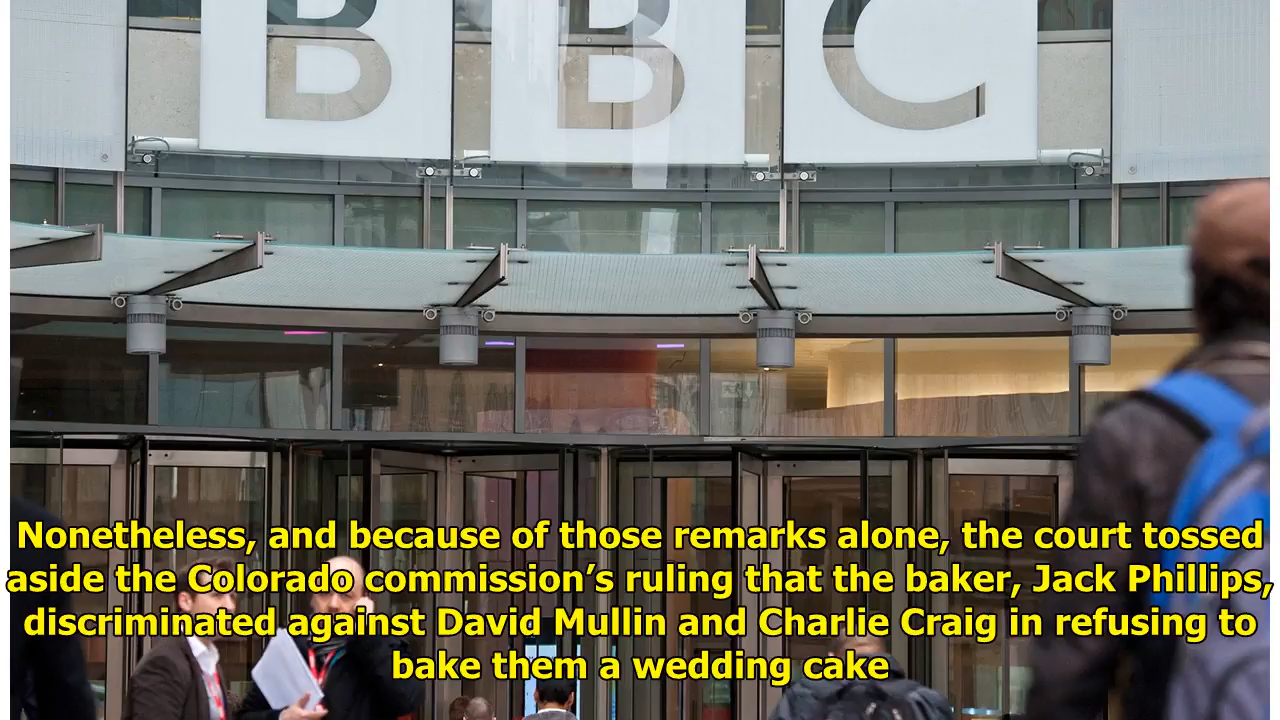 BBC
Nonetheless, and because of those remarks alone, the court tossed
aside the Colorado commission’s ruling that the baker, Jack Phillips,
discriminated against David Mullin and Charlie Craig in refusing to
bake them a wedding cake